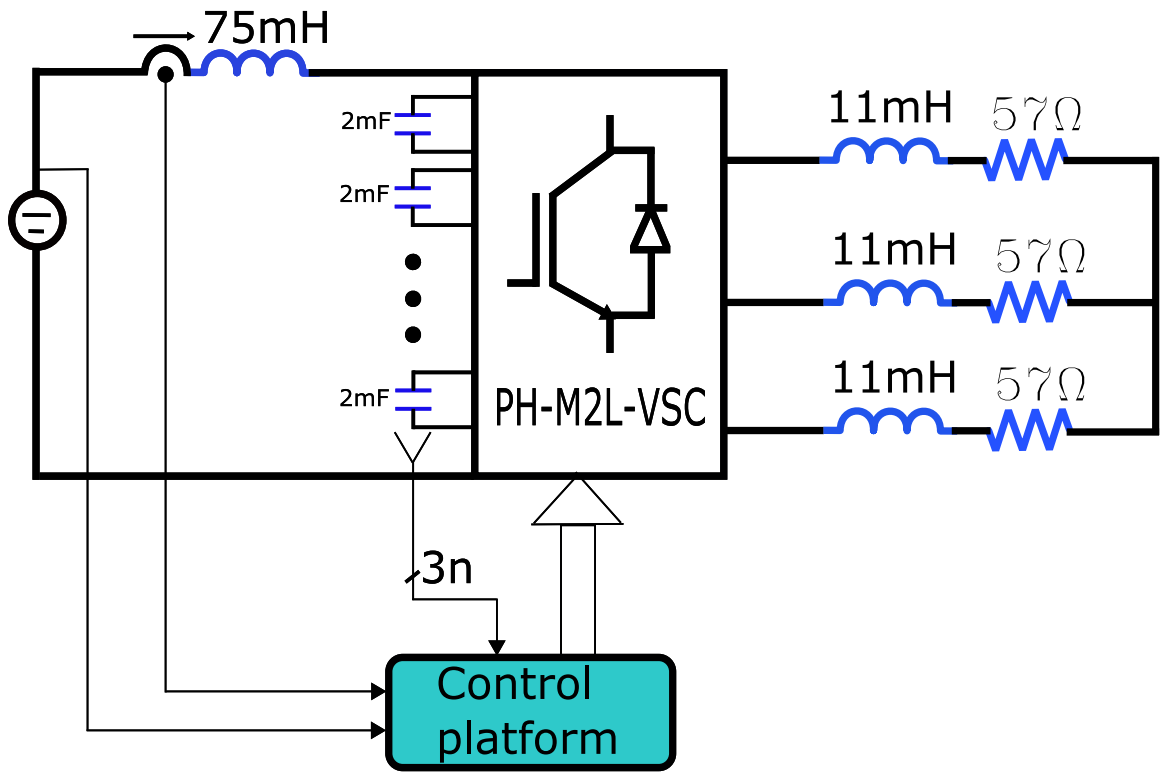 75mH
2mF
2mF
2mF
PH-M2L-VSC
11mH
57Ω
11mH
57Ω
11mH
57Ω
3n
Control
platform